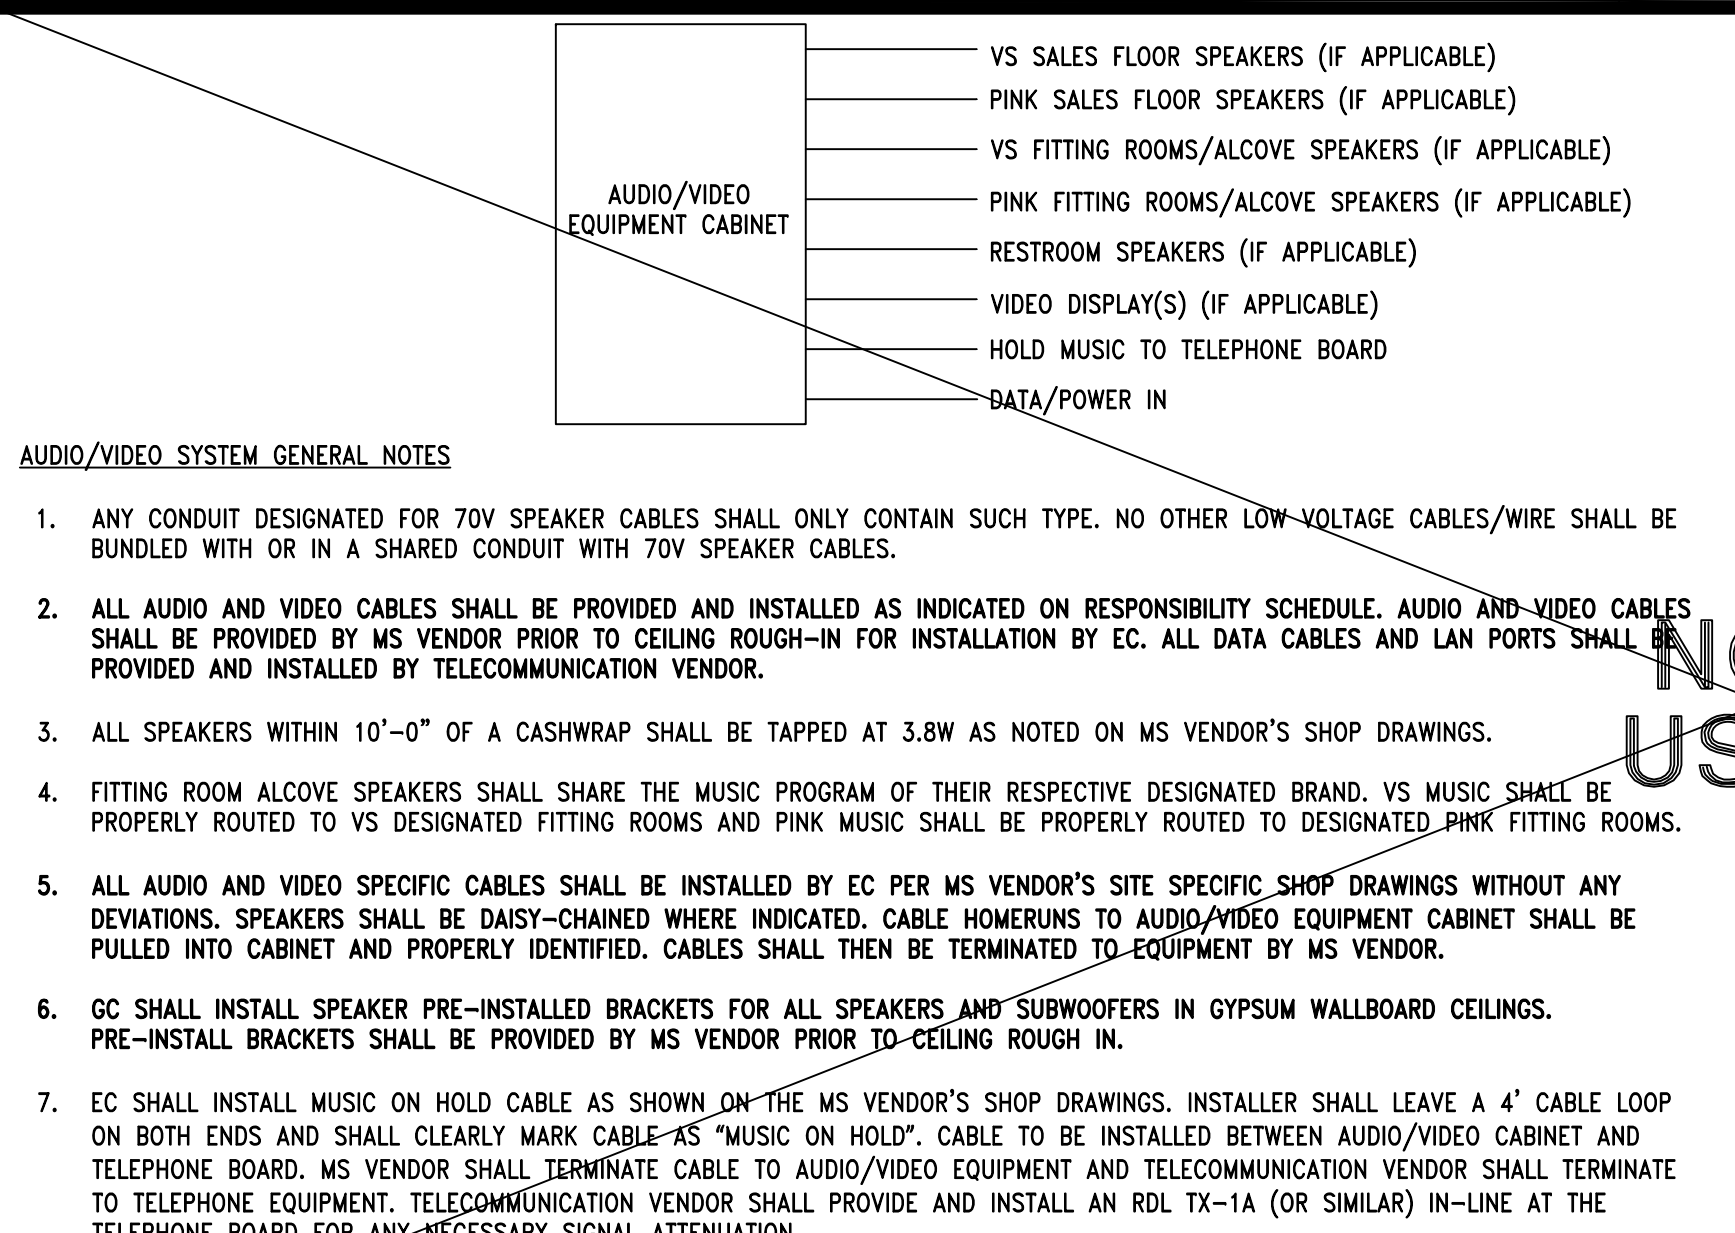 VS SALES FLOOR SPEAKERS (IF APPLICABLE)
PINK SALES FLOOR SPEAKERS (IF APPLICABLE)
VS FITTING ROOMS/ALCOVE SPEAKERS (IF APPLICABLE)
AUDIO/VIDEO
EQUIPMENT CABINET
PINK FITTING ROOMS/ALCOVE SPEAKERS (IF APPLICABLE)
RESTROOM SPEAKERS (IF APPLICABLE)
VIDEO DISPLAY(S) (IF APPLICABLE)
HOLD MUSIC TO TELEPHONE BOARD
DATA/POWER IN
AUDIO/VIDEO SYSTEM GENERAL NOTES
1. ANY CONDUIT DESIGNATED FOR 70V SPEAKER CABLES SHALL ONLY CONTAIN SUCH TYPE. NO OTHER LOW VOLTAGE CABLES/WIRE SHALL BE
BUNDLED WITH OR IN A SHARED CONDUIT WITH 70V SPEAKER CABLES.
2. ALL AUDIO AND VIDEO CABLES SHALL BE PROVIDED AND INSTALLED AS INDICATED ON RESPONSIBILITY SCHEDULE. AUDIO AND VIDEO CABLES
SHALL BE PROVIDED BY MS VENDOR PRIOR TO CEILING ROUGH-IN FOR INSTALLATION BY EC. ALL DATA CABLES AND LAN PORTS SHALL BE
PROVIDED AND INSTALLED BY TELECOMMUNICATION VENDOR.
3. ALL SPEAKERS WITHIN 10'-0" OF A CASHWRAP SHALL BE TAPPED AT 3.8W AS NOTED ON MS VENDOR'S SHOP DRAWINGS.
4. FITTING ROOM ALCOVE SPEAKERS SHALL SHARE THE MUSIC PROGRAM OF THEIR RESPECTIVE DESIGNATED BRAND. VS MUSIC SHALL BE
PROPERLY ROUTED TO VS DESIGNATED FITTING ROOMS AND PINK MUSIC SHALL BE PROPERLY ROUTED TO DESIGNATED PINK FITTING ROOMS.
5. ALL AUDIO AND VIDEO SPECIFIC CABLES SHALL BE INSTALLED BY EC PER MS VENDOR'S SITE SPECIFIC SHOP DRAWINGS WITHOUT ANY
DEVIATIONS. SPEAKERS SHALL BE DAISY-CHAINED WHERE INDICATED. CABLE HOMERUNS TO AUDIO/VIDEO EQUIPMENT CABINET SHALL BE
PULLED INTO CABINET AND PROPERLY IDENTIFIED. CABLES SHALL THEN BE TERMINATED TO EQUIPMENT BY MS VENDOR.
6. GC SHALL INSTALL SPEAKER PRE-INSTALLED BRACKETS FOR ALL SPEAKERS AND SUBWOOFERS IN GYPSUM WALLBOARD CEILINGS.
PRE-INSTALL BRACKETS SHALL BE PROVIDED BY MS VENDOR PRIOR TO CEILING ROUGH IN.
7. EC SHALL INSTALL MUSIC ON HOLD CABLE AS SHOWN ON THE MS VENDOR'S SHOP DRAWINGS. INSTALLER SHALL LEAVE A 4' CABLE LOOP
ON BOTH ENDS AND SHALL CLEARLY MARK CABLE AS "MUSIC ON HOLD". CABLE TO BE INSTALLED BETWEEN AUDIO/VIDEO CABINET AND
TELEPHONE BOARD. MS VENDOR SHALL TERMINATE CABLE TO AUDIO/VIDEO EQUIPMENT AND TELECOMMUNICATION VENDOR SHALL TERMINATE
TO TELEPHONE EQUIPMENT. TELECOMMUNICATION VENDOR SHALL PROVIDE AND INSTALL AN RDL TX-1A (OR SIMILAR) IN-LINE AT THE
TELEPHONE BOARD FOR ANY NECESSARY SIGNAL ATTENUATION